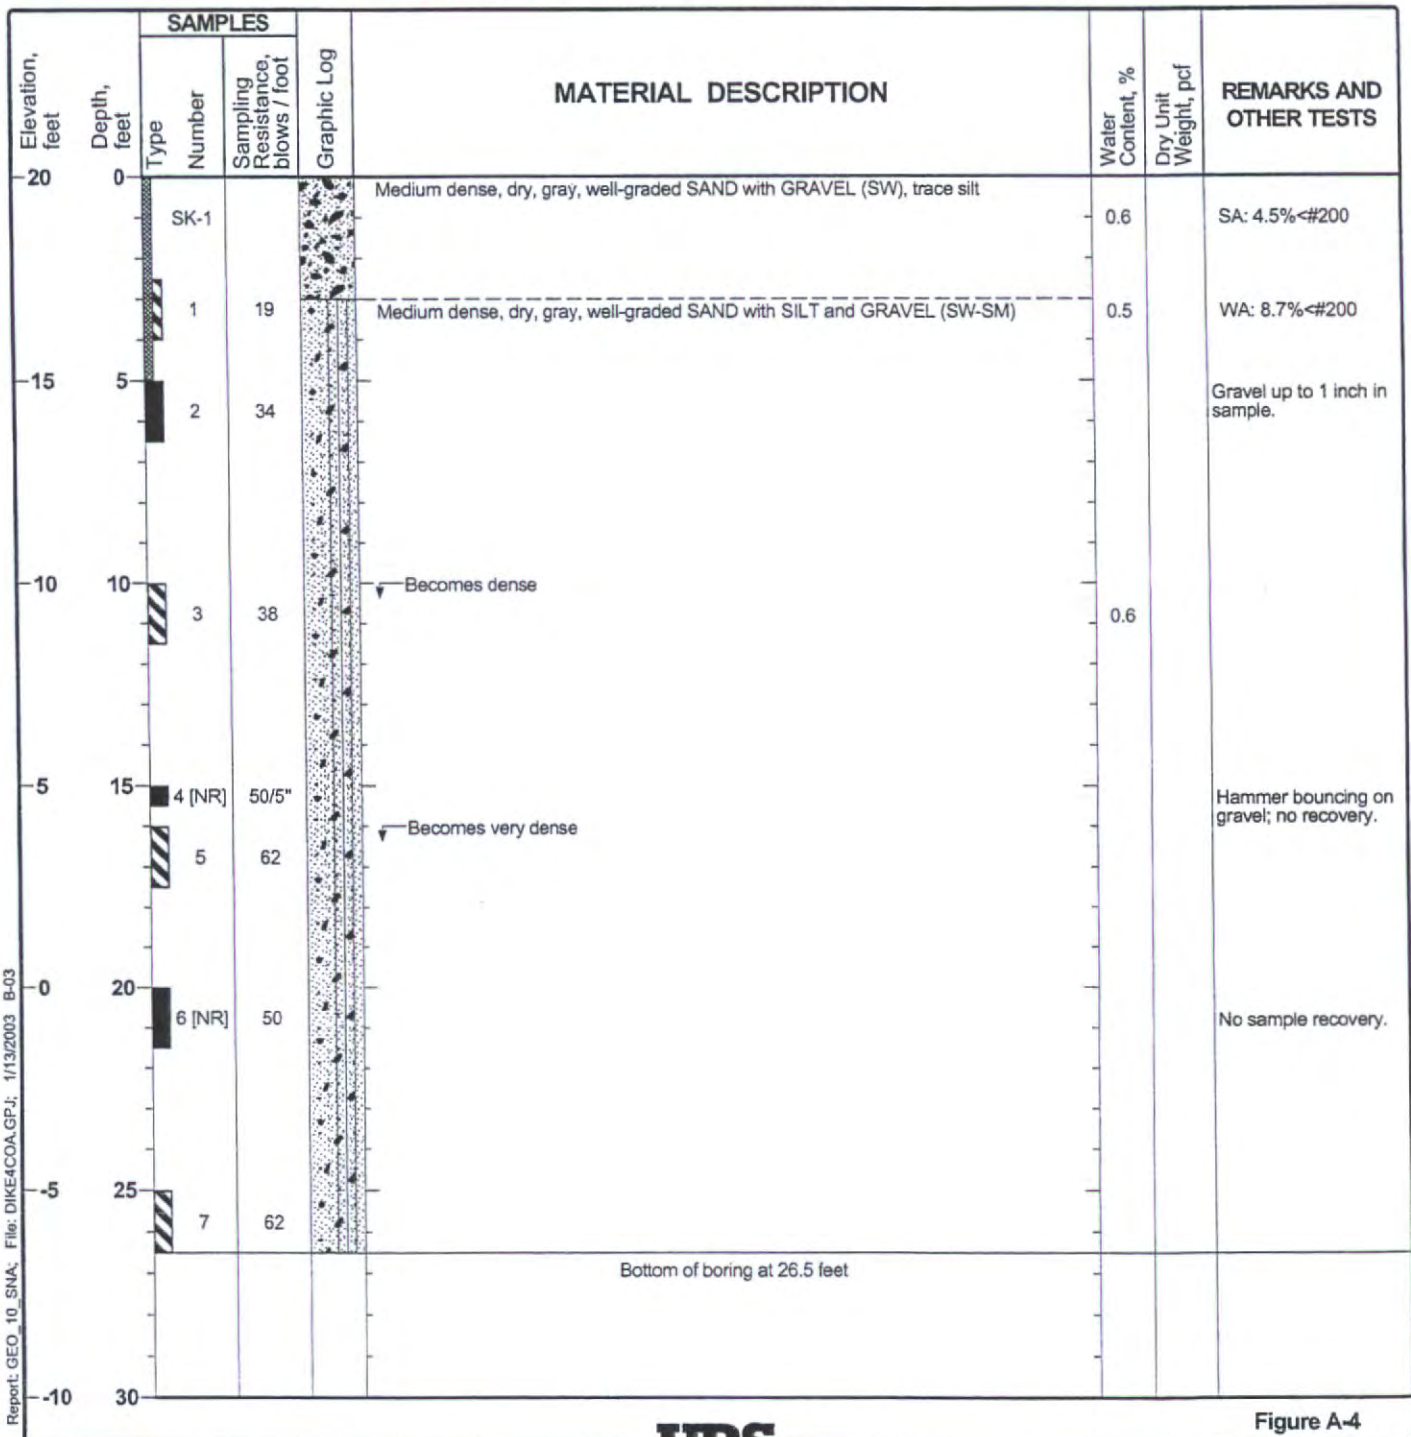 SAMPLES
Elevation, feet
Depth, feet
Type
Number
Sampling Resistance, blows / foot
Graphic Log
MATERIAL DESCRIPTION
Water Content, %
Dry Unit Weight, pcf
REMARKS AND
OTHER TESTS
20 0
Medium dense, dry, gray, well-graded SAND with GRAVEL (SW), trace silt
SK-1 0.6 SA: 4.5%<#200
1 19 Medium dense, dry, gray, well-graded SAND with SILT and GRAVEL (SW-SM) 0.5 WA: 8.7%<#200
15 5
2 34 Gravel up to 1 inch in
sample.
10 10 Becomes dense
3 38 0.6
5 15
4 [NR] 50/5" Hammer bouncing on
gravel; no recovery.
Becomes very dense
5 62
0 20
6 [NR] 50 No sample recovery.
-5 25
7 62
Bottom of boring at 26.5 feet
-10 30
Report: GEO_10_SNA; File: DIKE4COA.GPJ; 1/13/2003 B-03
URS
Figure A-4